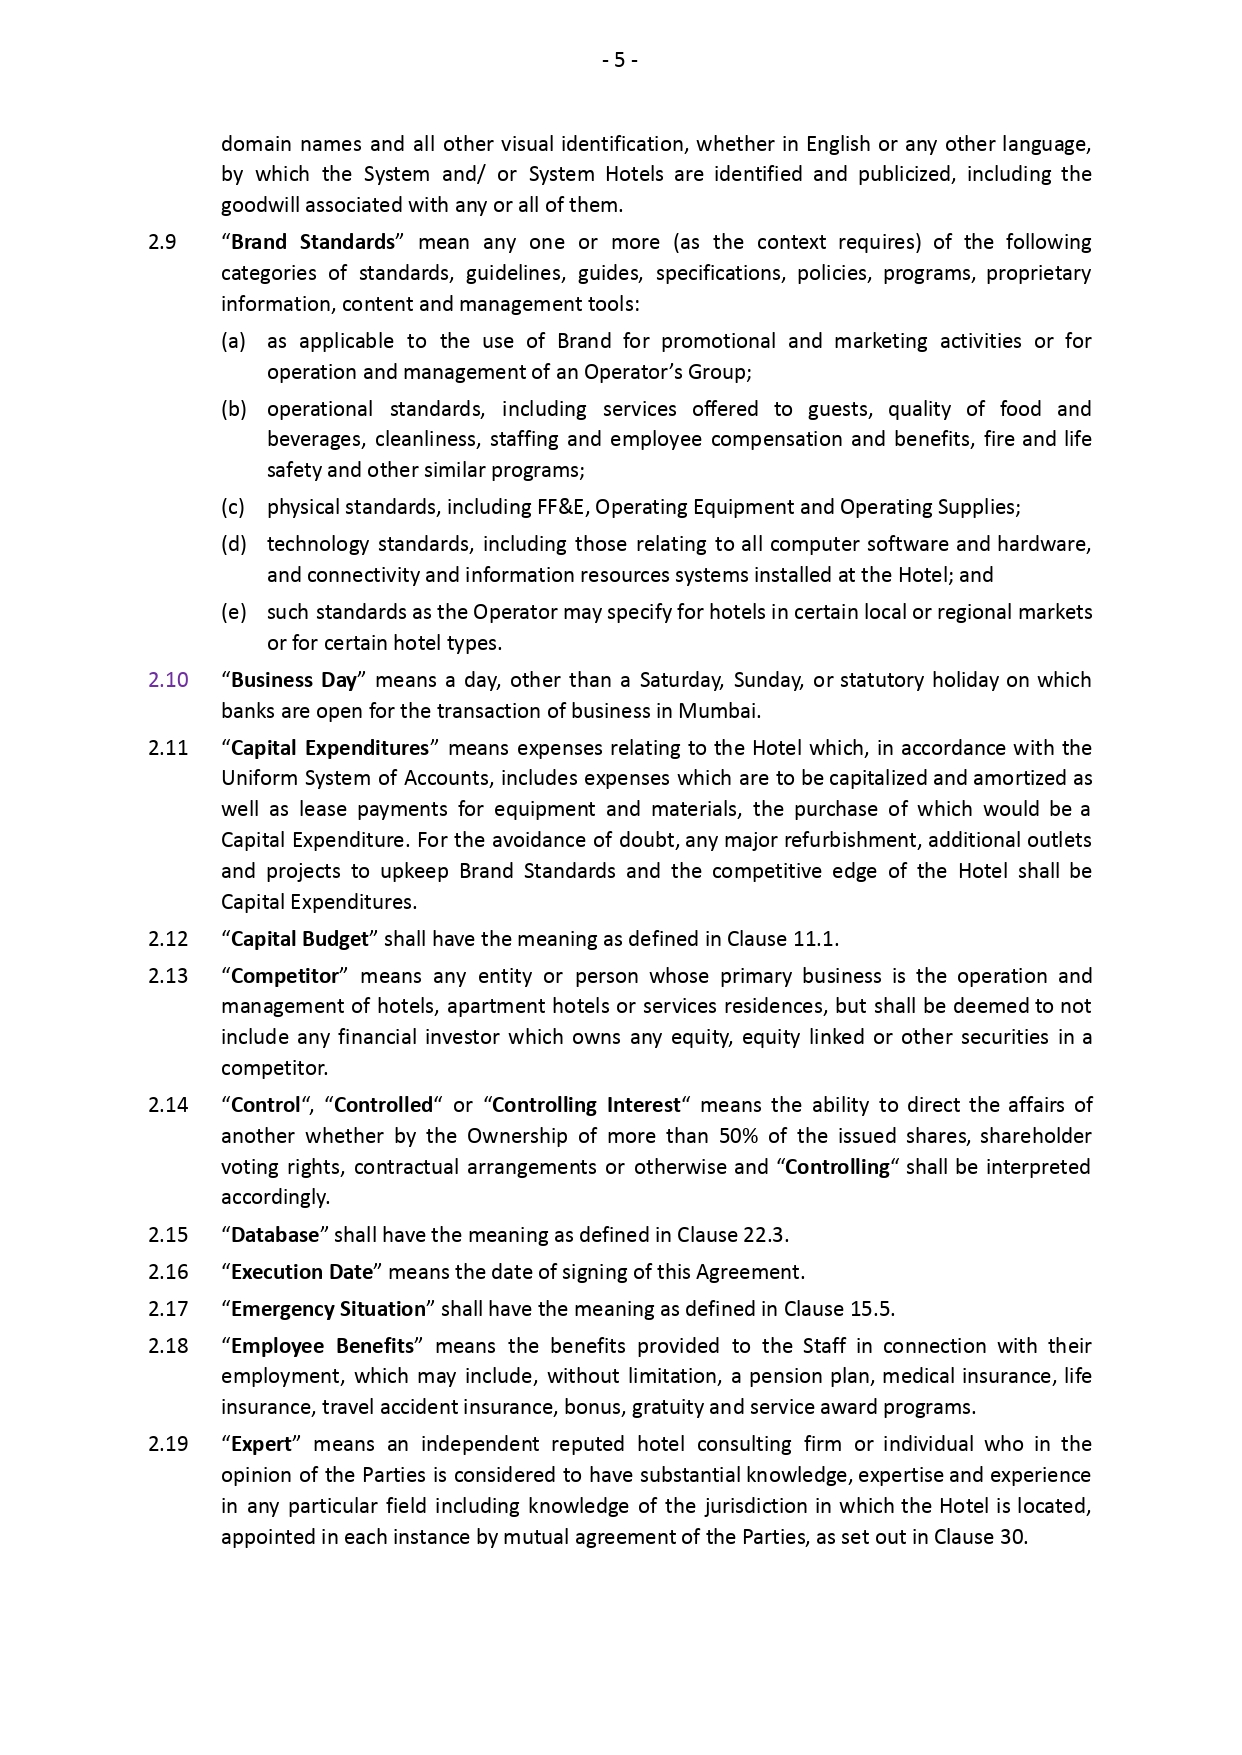 - 5 -
domain names and all other visual identification, whether in English or any other language,
by which the System and/ or System Hotels are identified and publicized, including the
goodwill associated with any or all of them.
2.9 “Brand Standards” mean any one or more (as the context requires) of the following
categories of standards, guidelines, guides, specifications, policies, programs, proprietary
information, content and management tools:
(a) as applicable to the use of Brand for promotional and marketing activities or for
operation and management of an Operator’s Group;
(b) operational standards, including services offered to guests, quality of food and
beverages, cleanliness, staffing and employee compensation and benefits, fire and life
safety and other similar programs;
(c) physical standards, including FF&E, Operating Equipment and Operating Supplies;
(d) technology standards, including those relating to all computer software and hardware,
and connectivity and information resources systems installed at the Hotel; and
(e) such standards as the Operator may specify for hotels in certain local or regional markets
or for certain hotel types.
2.10 “Business Day” means a day, other than a Saturday, Sunday, or statutory holiday on which
banks are open for the transaction of business in Mumbai.
2.11 “Capital Expenditures” means expenses relating to the Hotel which, in accordance with the
Uniform System of Accounts, includes expenses which are to be capitalized and amortized as
well as lease payments for equipment and materials, the purchase of which would be a
Capital Expenditure. For the avoidance of doubt, any major refurbishment, additional outlets
and projects to upkeep Brand Standards and the competitive edge of the Hotel shall be
Capital Expenditures.
2.12 “Capital Budget” shall have the meaning as defined in Clause 11.1.
2.13 “Competitor” means any entity or person whose primary business is the operation and
management of hotels, apartment hotels or services residences, but shall be deemed to not
include any financial investor which owns any equity, equity linked or other securities in a
competitor.
2.14 “Control“, “Controlled“ or “Controlling Interest“ means the ability to direct the affairs of
another whether by the Ownership of more than 50% of the issued shares, shareholder
voting rights, contractual arrangements or otherwise and “Controlling“ shall be interpreted
accordingly.
2.15 “Database” shall have the meaning as defined in Clause 22.3.
2.16 “Execution Date” means the date of signing of this Agreement.
2.17 “Emergency Situation” shall have the meaning as defined in Clause 15.5.
2.18 “Employee Benefits” means the benefits provided to the Staff in connection with their
employment, which may include, without limitation, a pension plan, medical insurance, life
insurance, travel accident insurance, bonus, gratuity and service award programs.
2.19 “Expert” means an independent reputed hotel consulting firm or individual who in the
opinion of the Parties is considered to have substantial knowledge, expertise and experience
in any particular field including knowledge of the jurisdiction in which the Hotel is located,
appointed in each instance by mutual agreement of the Parties, as set out in Clause 30.